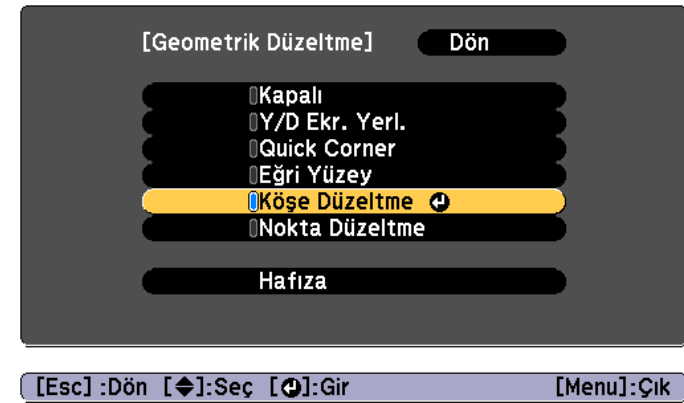 [Geometrik Düzeltme] Dön
Kapalı
Y/D Ekr. Yerl.
Quick Corner
Eğri Yüzey
Köşe Düzeltme
Nokta Düzeltme
Hafıza
[Esc] :Dön [◆]:Seç [↲]:Gir [Menu]:Çık